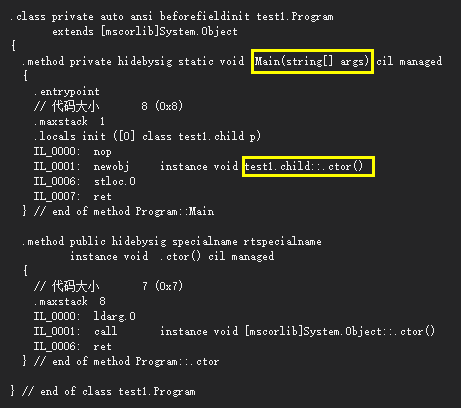 .class private auto ansi beforefieldinit test1.Program
extends [mscorlib]System.Object
{
.method private hidebysig static void  Main(string[] args) cil managed
{
.entrypoint
// 代码大小       8 (0x8)
.maxstack  1
.locals init ([0] class test1.child p)
IL_0000:  nop
IL_0001:  newobj     instance void test1.child::.ctor()
IL_0006:  stloc.0
IL_0007:  ret
} // end of method Program::Main
.method public hidebysig specialname rtspecialname
instance void  .ctor() cil managed
{
// 代码大小       7 (0x7)
.maxstack  8
IL_0000:  ldarg.0
IL_0001:  call       instance void [mscorlib]System.Object::.ctor()
IL_0006:  ret
} // end of method Program::.ctor
} // end of class test1.Program